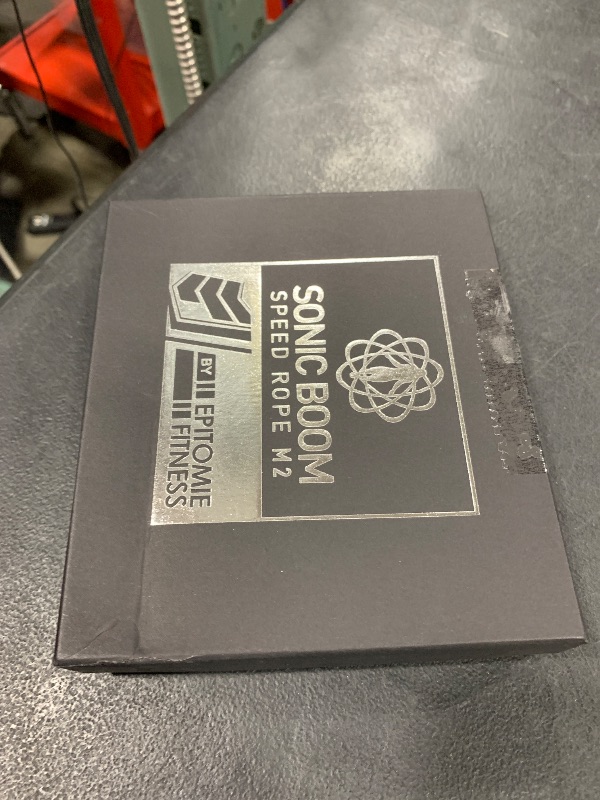 SONIC BOOM
SPEED ROPE M2
BY EPITOMIE
FITNESS